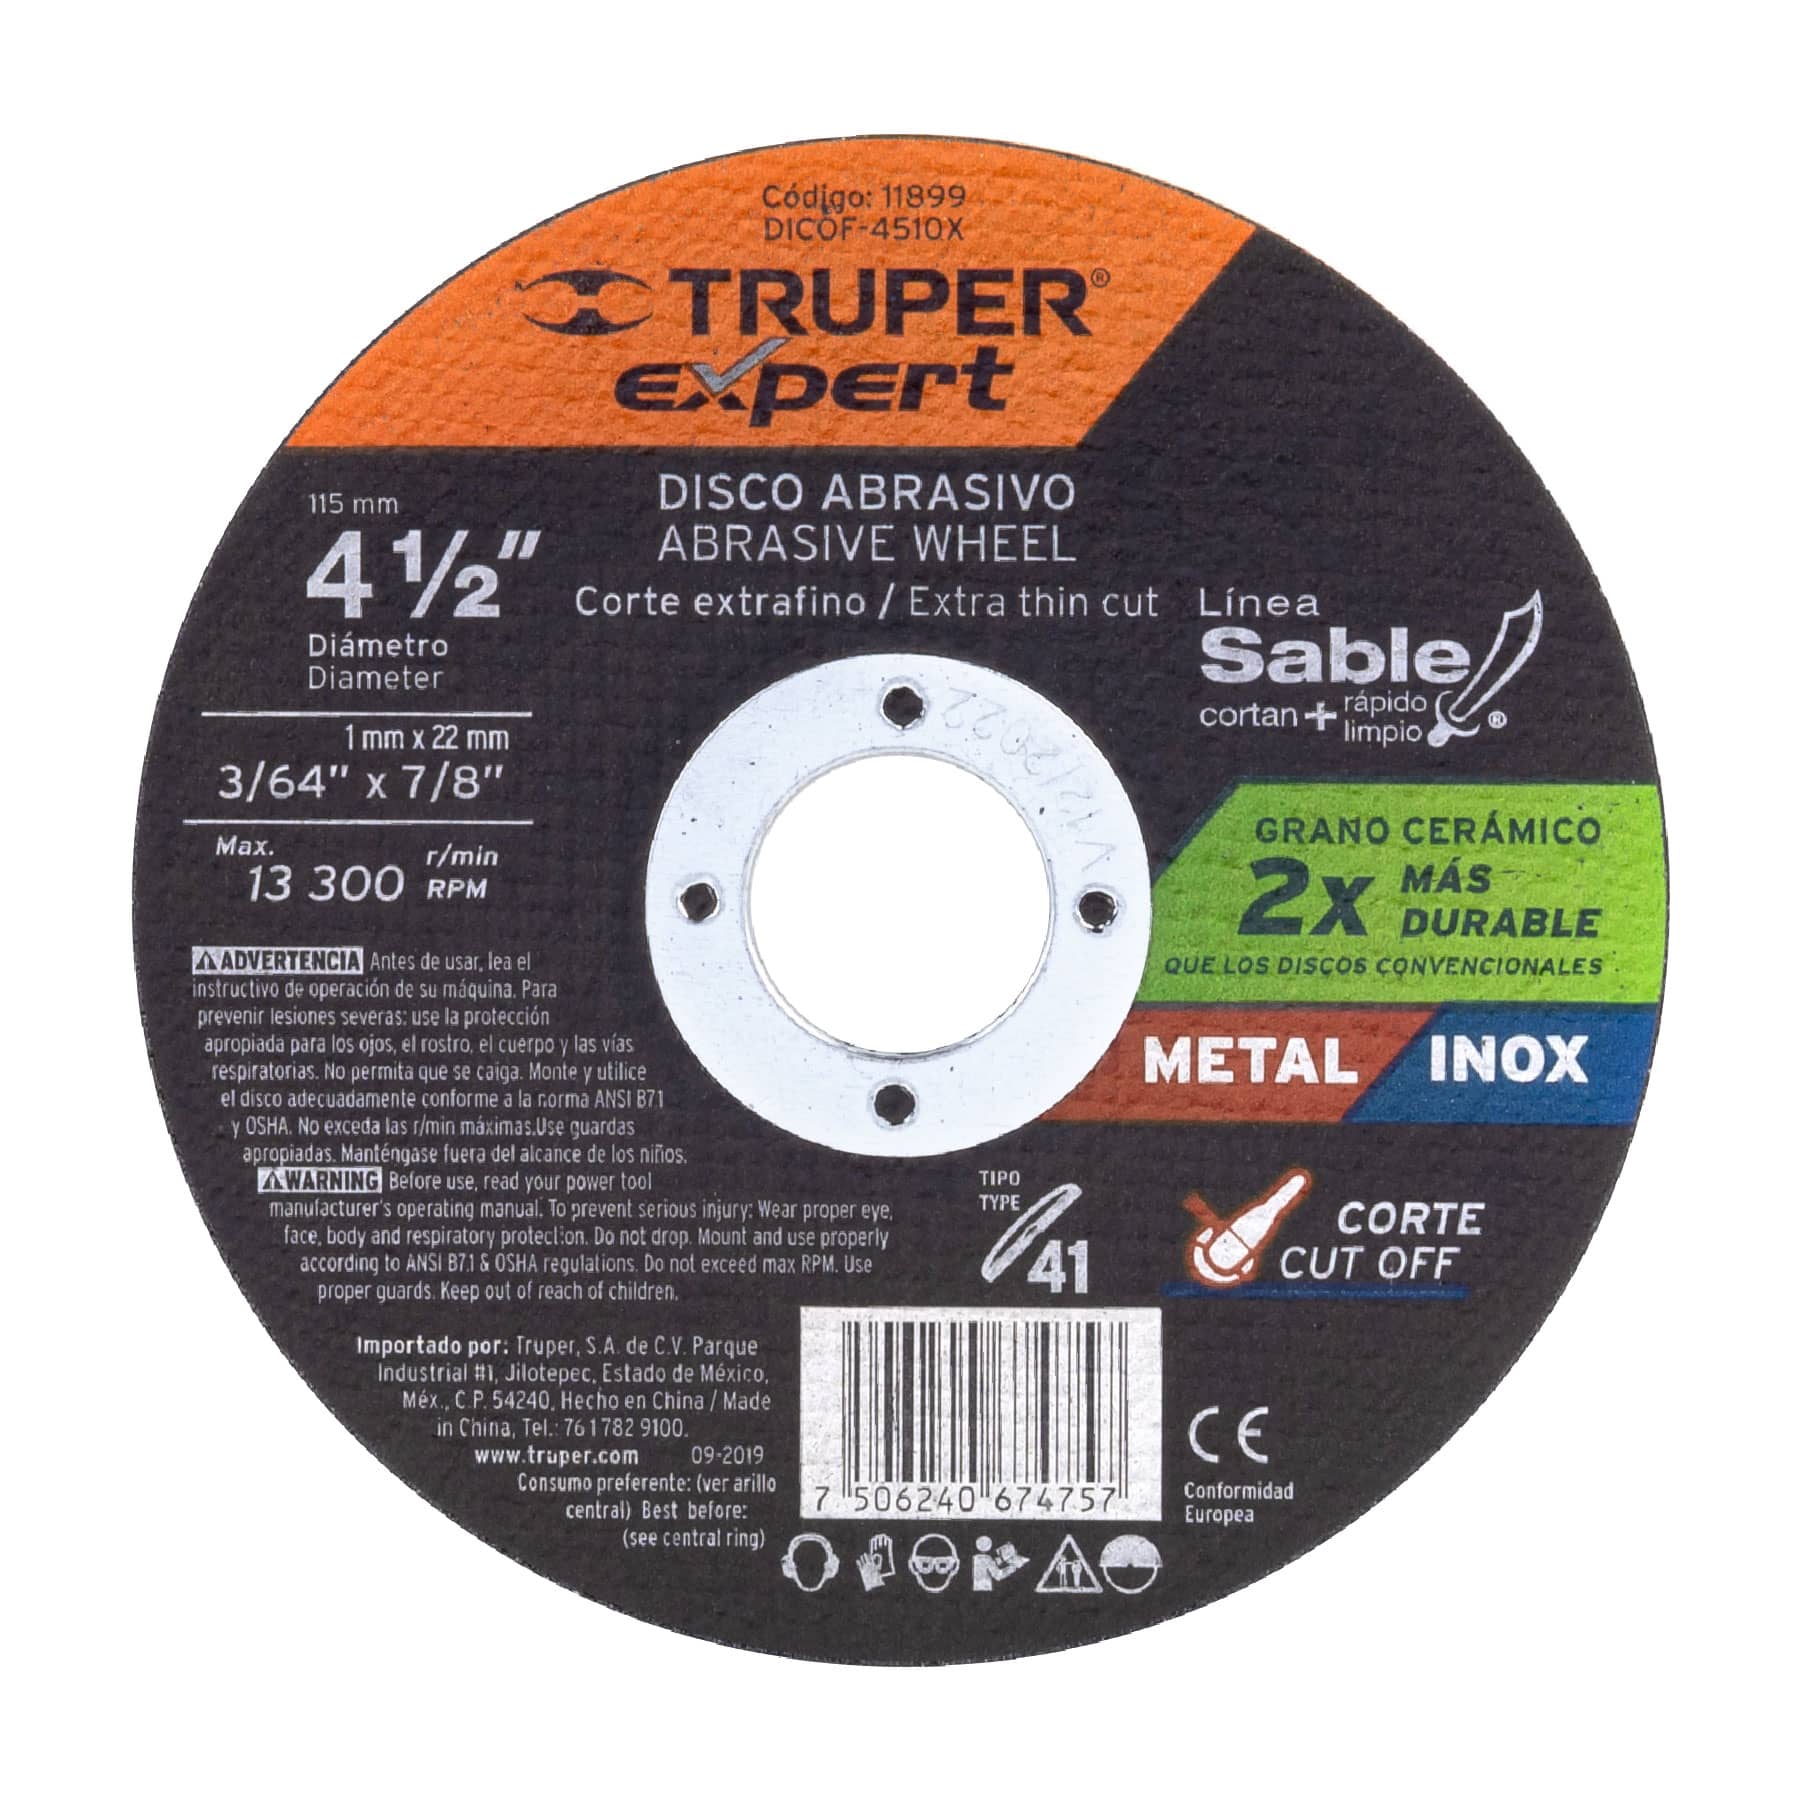 Código: 11899
DICOF-4510X
TRUPER®
expert
DISCO ABRASIVO
ABRASIVE WHEEL
Corte extrafino / Extra thin cut
115 mm
4 1/2"
Diámetro
Diameter
1 mm x 22 mm
3/64" x 7/8"
Max.
13 300 r/min
RPM
Línea
Sable®
cortan + rápido
limpio
V12/2022
GRANO CERÁMICO
2x MÁS
DURABLE
QUE LOS DISCOS CONVENCIONALES
METAL INOX
ADVERTENCIA Antes de usar, lea el
instructivo de operación de su máquina. Para
prevenir lesiones severas: use la protección
apropiada para los ojos, el rostro, el cuerpo y las vías
respiratorias. No permita que se caiga. Monte y utilice
el disco adecuadamente conforme a la norma ANSI B7.1
y OSHA. No exceda las r/min máximas.Use guardas
apropiadas. Manténgase fuera del alcance de los niños.
WARNING Before use, read your power tool
manufacturer's operating manual. To prevent serious injury: Wear proper eye,
face, body and respiratory protection. Do not drop. Mount and use properly
according to ANSI B7.1 & OSHA regulations. Do not exceed max RPM. Use
proper guards. Keep out of reach of children.
TIPO
TYPE
41
CORTE
CUT OFF
Importado por: Truper, S.A. de C.V. Parque
Industrial #1, Jilotepec, Estado de México,
Méx., C.P. 54240, Hecho en China / Made
in China, Tel.: 761 782 9100.
www.truper.com 09-2019
Consumo preferente: (ver arillo
central) Best before:
(see central ring)
7 506240 674757
CE
Conformidad
Europea